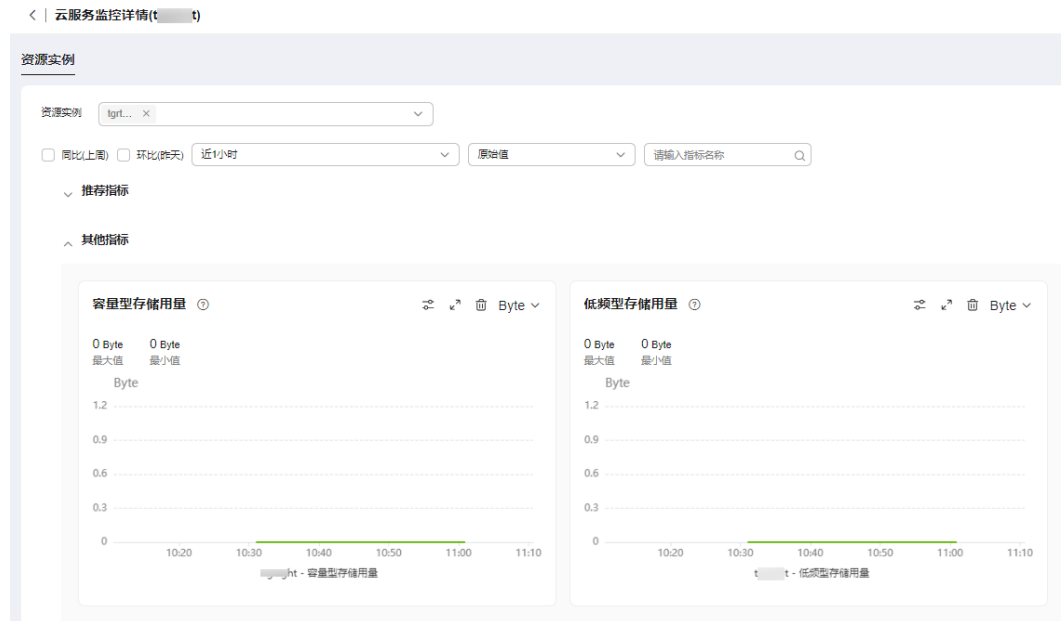 云服务监控详情(t t)
资源实例
资源实例 tgrt... ×
同比(上周) 环比(昨天) 近1小时 原始值 请输入指标名称
推荐指标
其他指标
容量型存储用量 ? Byte
0 Byte 0 Byte
最大值 最小值
Byte
1.2
0.9
0.6
0.3
0
10:20 10:30 10:40 10:50 11:00 11:10
ht - 容量型存储用量
低频型存储用量 ? Byte
0 Byte 0 Byte
最大值 最小值
Byte
1.2
0.9
0.6
0.3
0
10:20 10:30 10:40 10:50 11:00 11:10
t t - 低频型存储用量